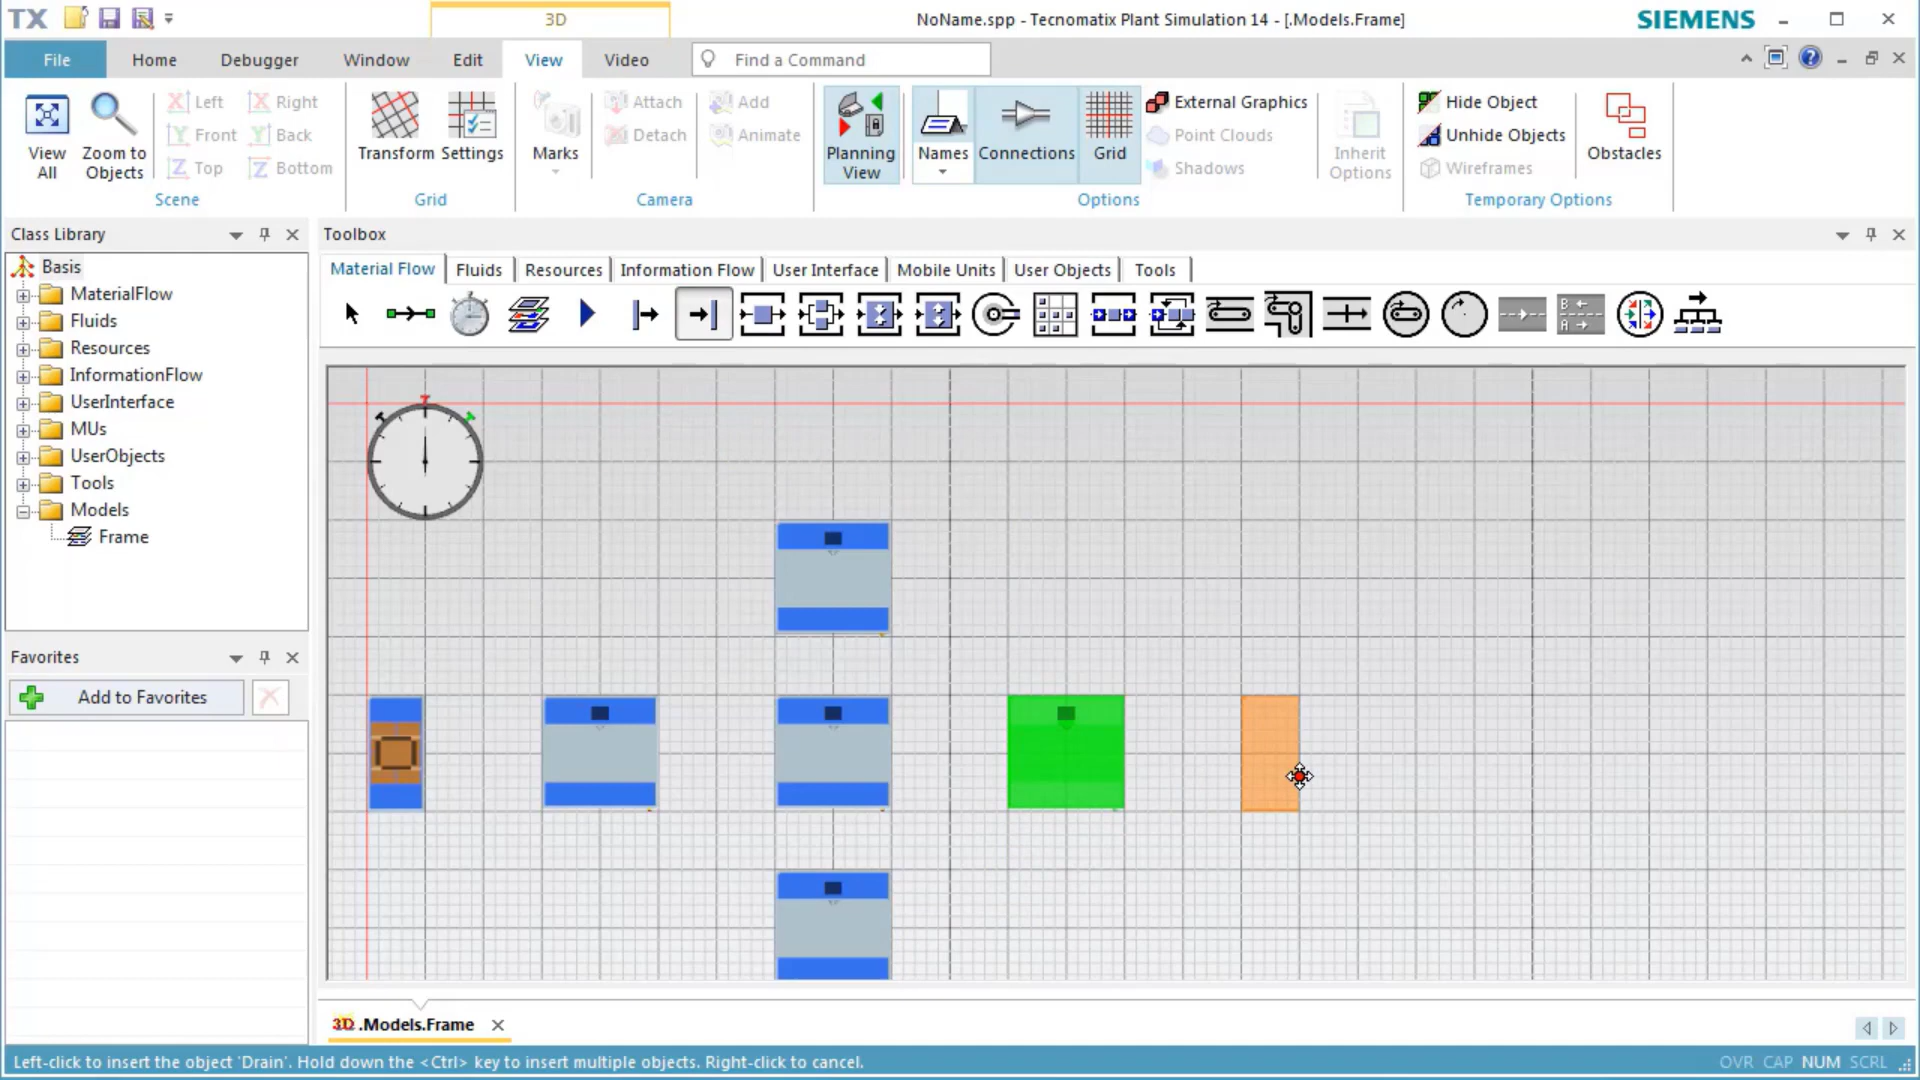 TX
3D
NoName.spp - Tecnomatix Plant Simulation 14 - [.Models.Frame]
SIEMENS
File
Home
Debugger
Window
Edit
View
Video
Find a Command
View All
Zoom to Objects
Left
Right
Front
Back
Top
Bottom
Scene
Transform
Settings
Grid
Marks
Attach
Detach
Add
Animate
Camera
Planning View
Names
Connections
Grid
External Graphics
Point Clouds
Shadows
Inherit Options
Options
Hide Object
Unhide Objects
Wireframes
Obstacles
Temporary Options
Class Library
Basis
MaterialFlow
Fluids
Resources
InformationFlow
UserInterface
MUs
UserObjects
Tools
Models
Frame
Favorites
Add to Favorites
Toolbox
Material Flow
Fluids
Resources
Information Flow
User Interface
Mobile Units
User Objects
Tools
B
A
3D .Models.Frame
Left-click to insert the object 'Drain'. Hold down the <Ctrl> key to insert multiple objects. Right-click to cancel.
OVR CAP NUM SCRL